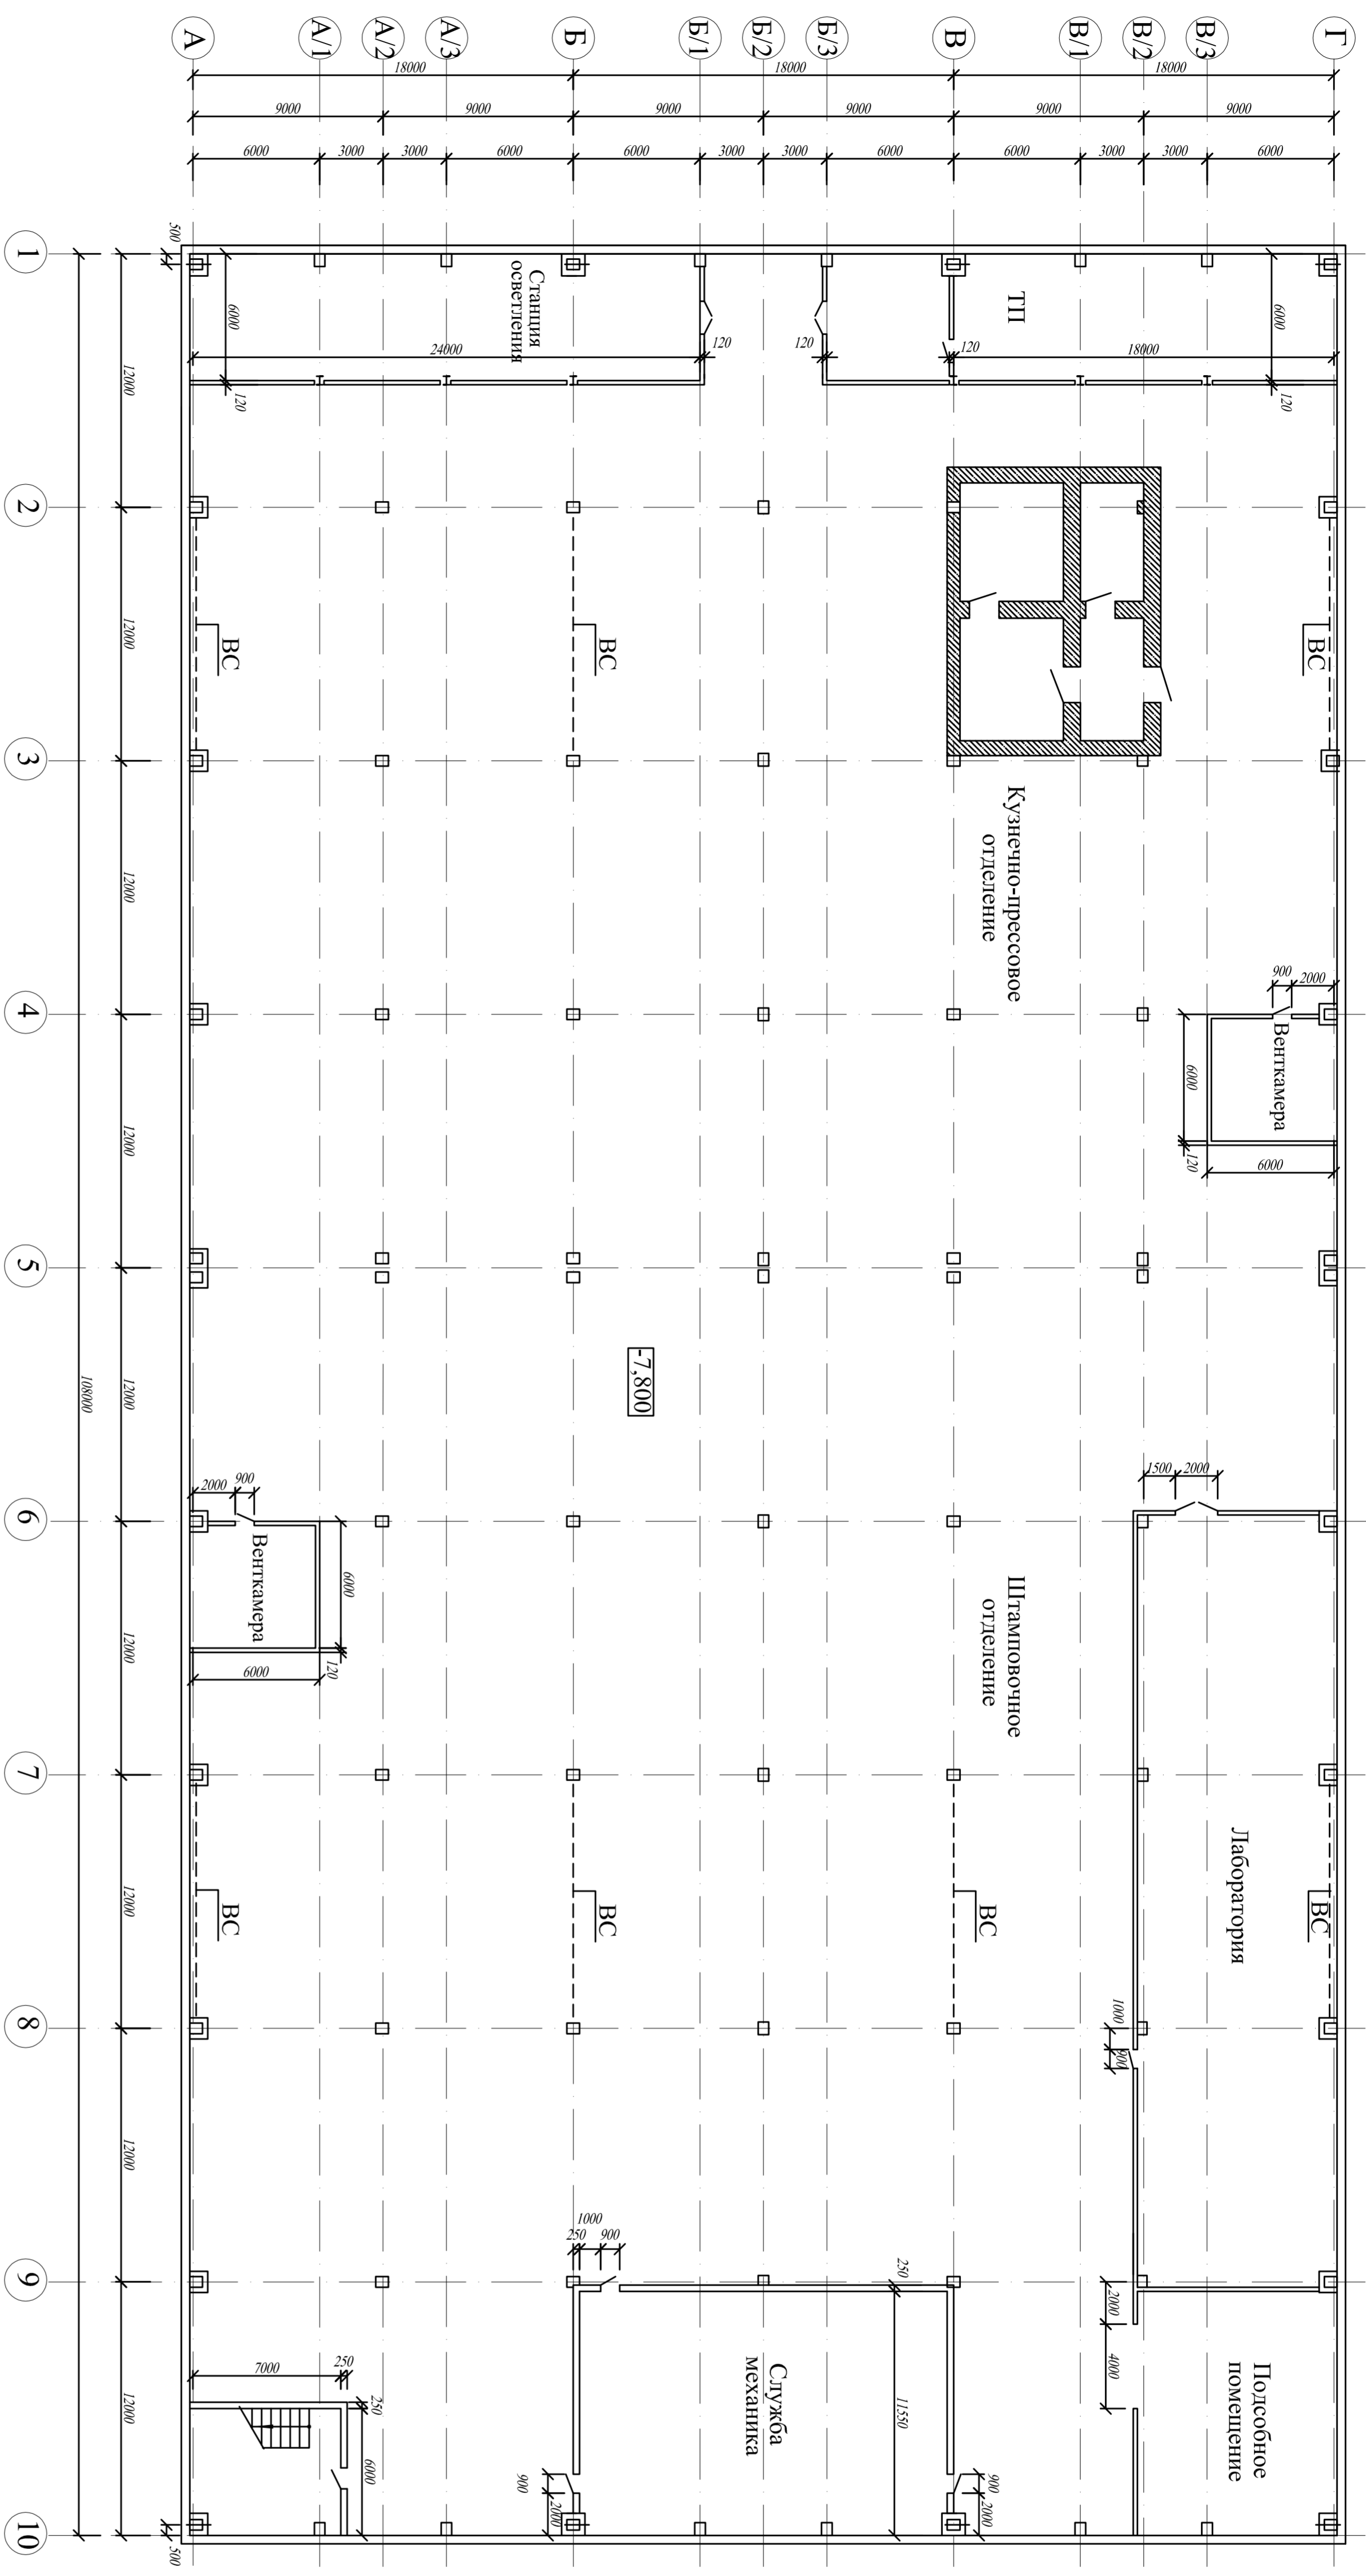 А
А/1
А/2
А/3
Б
Б/1
Б/2
Б/3
В
В/1
В/2
В/3
Г
18000
18000
18000
9000
9000
9000
9000
9000
9000
6000
3000
3000
6000
6000
3000
3000
6000
6000
3000
3000
6000
1
500
6000
Станция
осветления
ТП
6000
24000
120
120
120
18000
120
120
12000
2
12000
ВС
ВС
ВС
3
Кузнечно-прессовое
отделение
12000
900
2000
4
Венткамера
6000
120
6000
12000
5
-7,800
108000
12000
1500
2000
2000
900
6
Венткамера
6000
120
6000
12000
Штамповочное
отделение
7
Лаборатория
12000
ВС
ВС
ВС
ВС
8
1000
900
12000
1000
250
900
250
9
2000
4000
7000
250
250
6000
12000
Служба
механика
11550
Подсобное
помещение
900
2000
900
2000
10
500